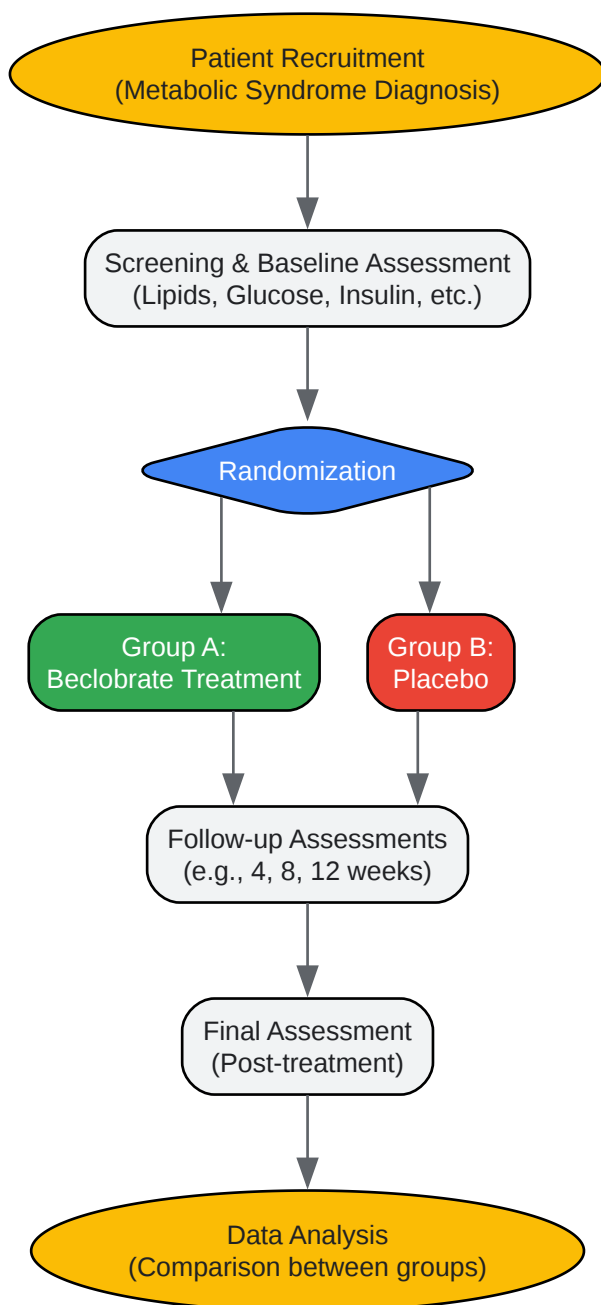 Patient Recruitment
(Metabolic Syndrome Diagnosis)
Screening & Baseline Assessment
(Lipids, Glucose, Insulin, etc.)
Randomization
Group A:
Beclobrate Treatment
Group B:
Placebo
Follow-up Assessments
(e.g., 4, 8, 12 weeks)
Final Assessment
(Post-treatment)
Data Analysis
(Comparison between groups)